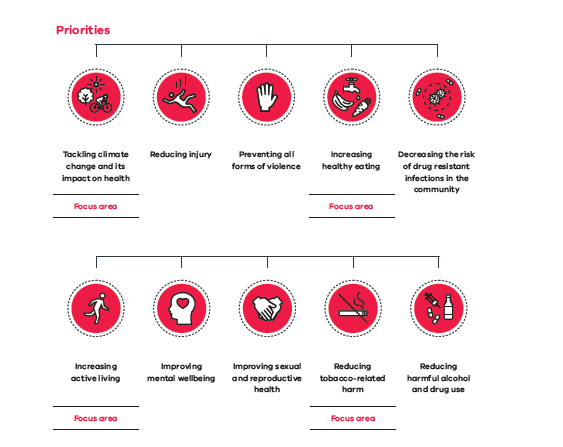 Priorities
Tackling climate
change and its
impact on health
Focus area
Reducing injury
Preventing all
forms of violence
Increasing
healthy eating
Focus area
Decreasing the risk
of drug resistant
infections in the
community
Increasing
active living
Focus area
Improving
mental wellbeing
Improving sexual
and reproductive
health
Reducing
tobacco-related
harm
Focus area
Reducing
harmful alcohol
and drug use